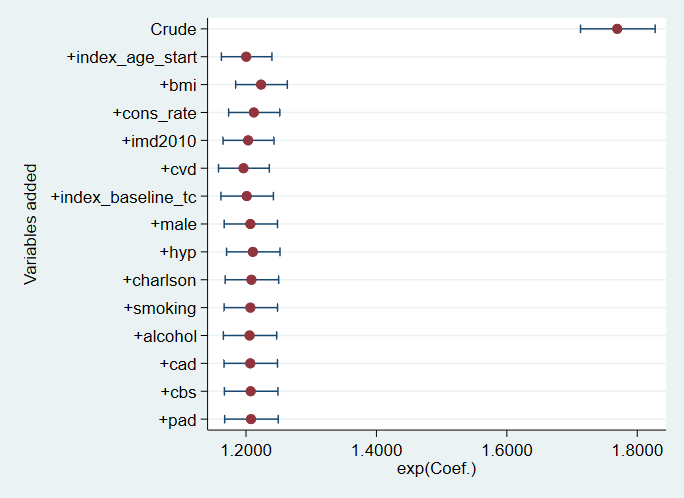 Variables added
Crude
+index_age_start
+bmi
+cons_rate
+imd2010
+cvd
+index_baseline_tc
+male
+hyp
+charlson
+smoking
+alcohol
+cad
+cbs
+pad
1.2000 1.4000 1.6000 1.8000
exp(Coef.)